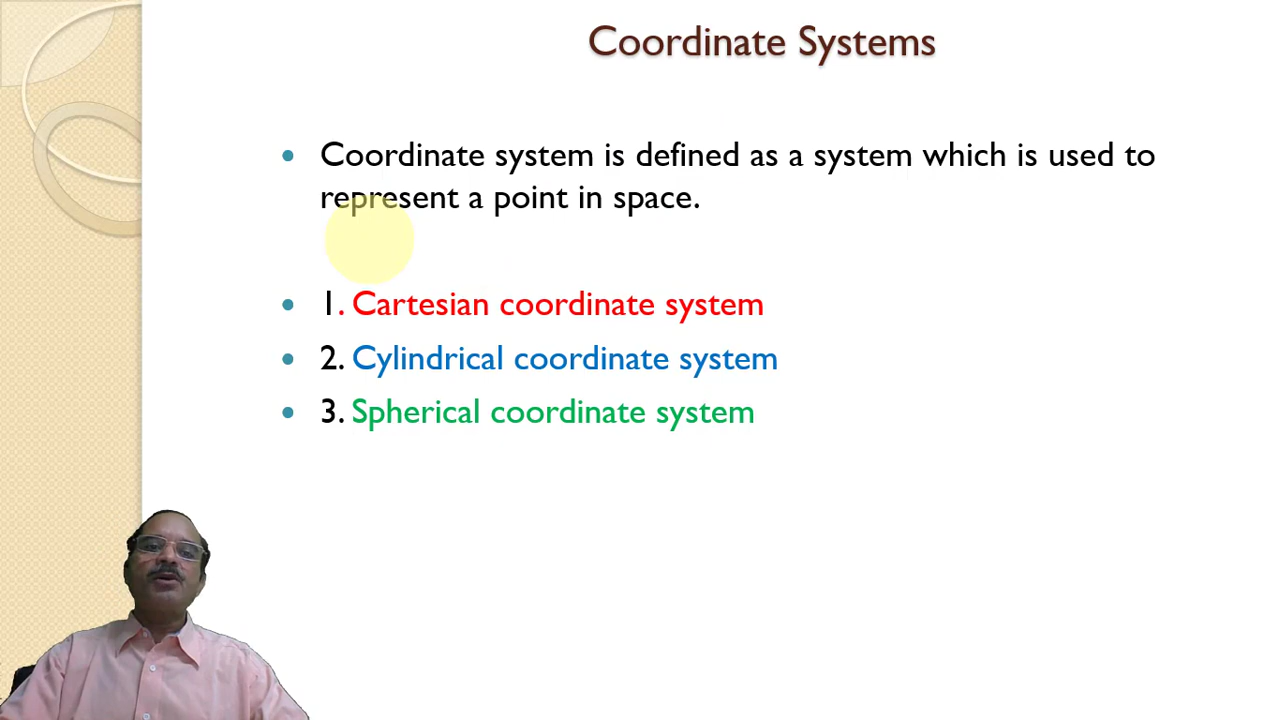 Coordinate Systems
• Coordinate system is defined as a system which is used to
represent a point in space.
• 1. Cartesian coordinate system
• 2. Cylindrical coordinate system
• 3. Spherical coordinate system